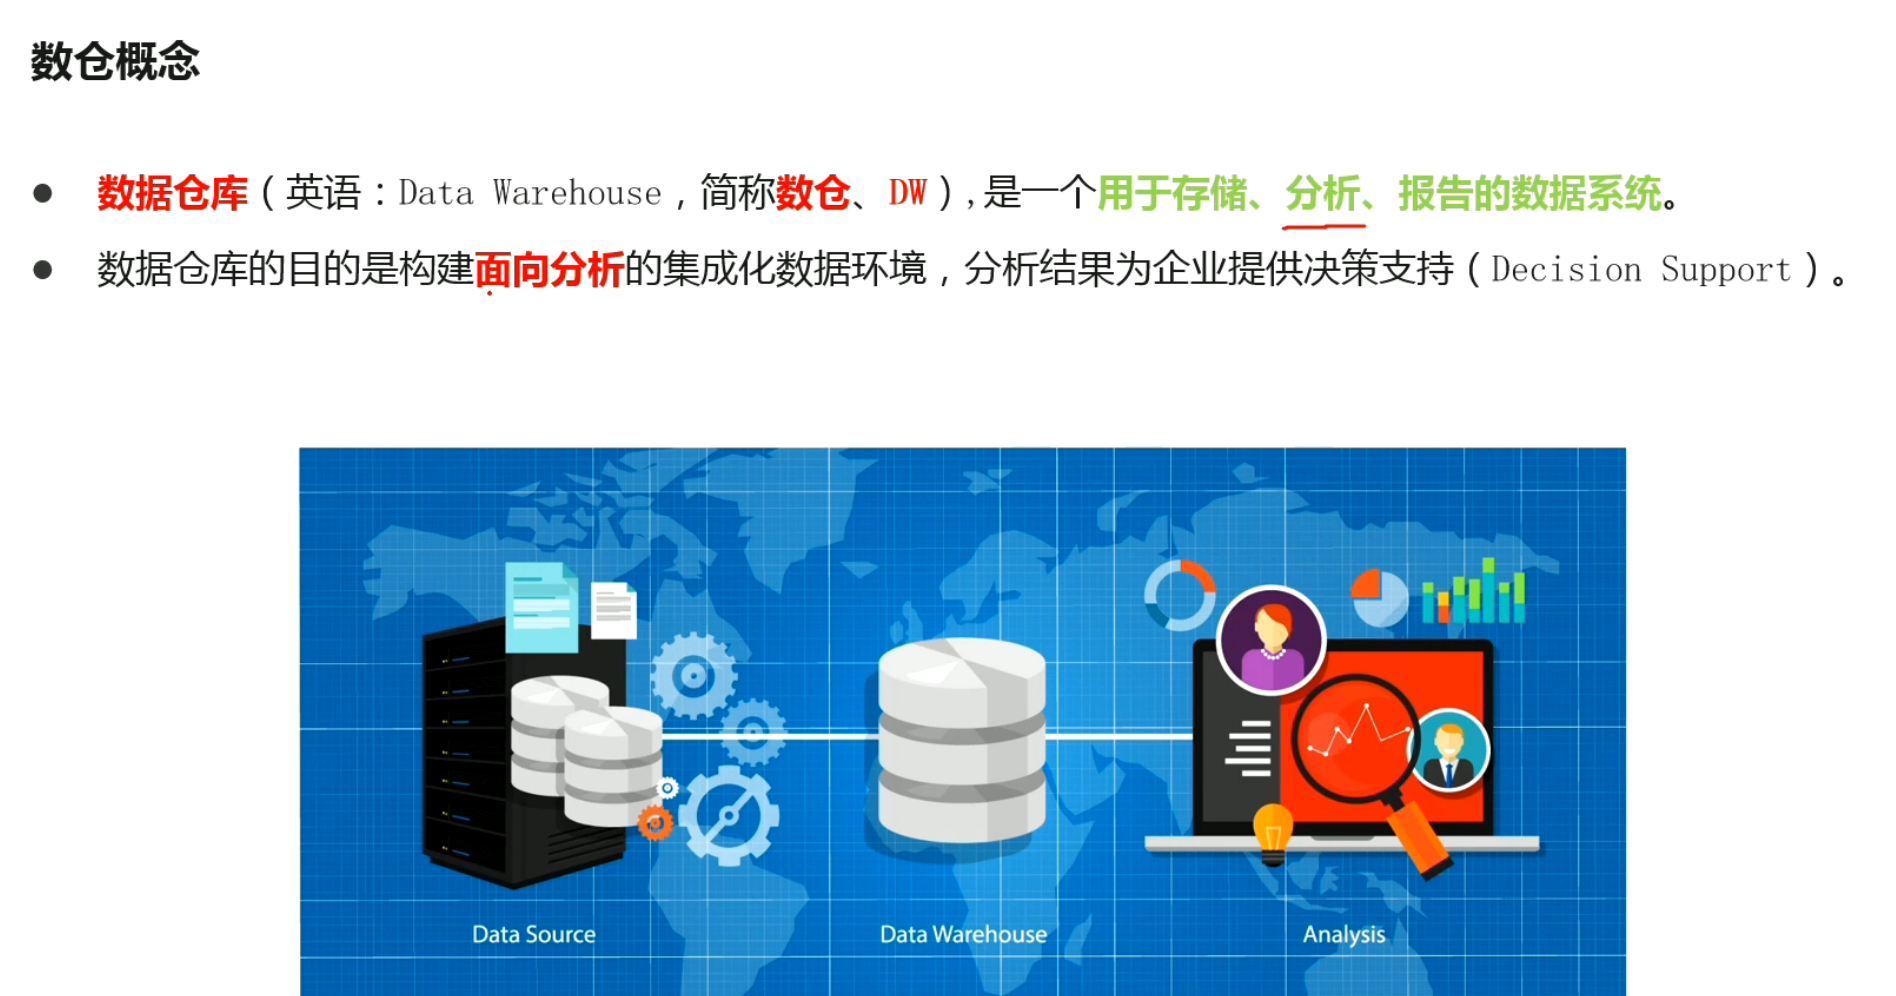 数仓概念
● 数据仓库（英语：Data Warehouse，简称数仓、DW）,是一个用于存储、分析、报告的数据系统。
● 数据仓库的目的是构建面向分析的集成化数据环境，分析结果为企业提供决策支持（Decision Support）。
Data Source
Data Warehouse
Analysis